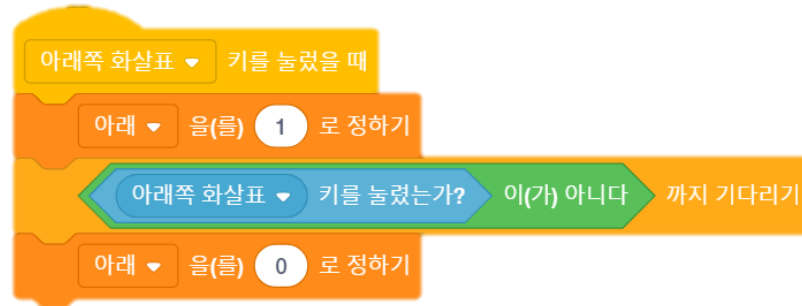 아래쪽 화살표 키를 눌렀을 때
아래 을(를) 1 로 정하기
아래쪽 화살표 키를 눌렀는가? 이(가) 아니다 까지 기다리기
아래 을(를) 0 로 정하기